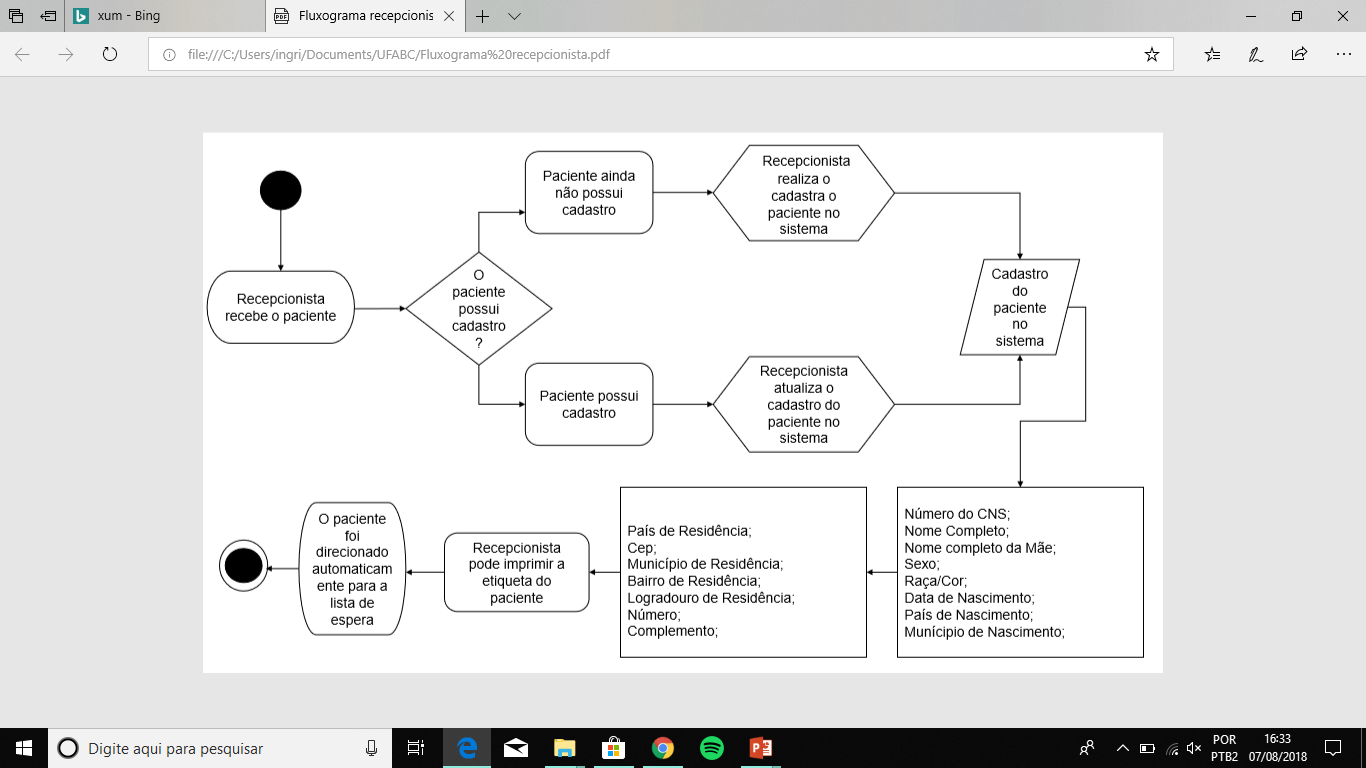 xum - Bing
Fluxograma recepcionis
file:///C:/Users/ingri/Documents/UFABC/Fluxograma%20recepcionista.pdf
Recepcionista
recebe o paciente
O
paciente
possui
cadastro
?
Paciente ainda
não possui
cadastro
Recepcionista
realiza o
cadastra o
paciente no
sistema
Paciente possui
cadastro
Recepcionista
atualiza o
cadastro do
paciente no
sistema
Cadastro
do
paciente
no
sistema
Número do CNS;
Nome Completo;
Nome completo da Mãe;
Sexo;
Raça/Cor;
Data de Nascimento;
País de Nascimento;
Munícipio de Nascimento;
País de Residência;
Cep;
Município de Residência;
Bairro de Residência;
Logradouro de Residência;
Número;
Complemento;
Recepcionista
pode imprimir a
etiqueta do
paciente
O paciente
foi
direcionado
automaticam
ente para a
lista de
espera
Digite aqui para pesquisar
POR
PTB2
16:33
07/08/2018